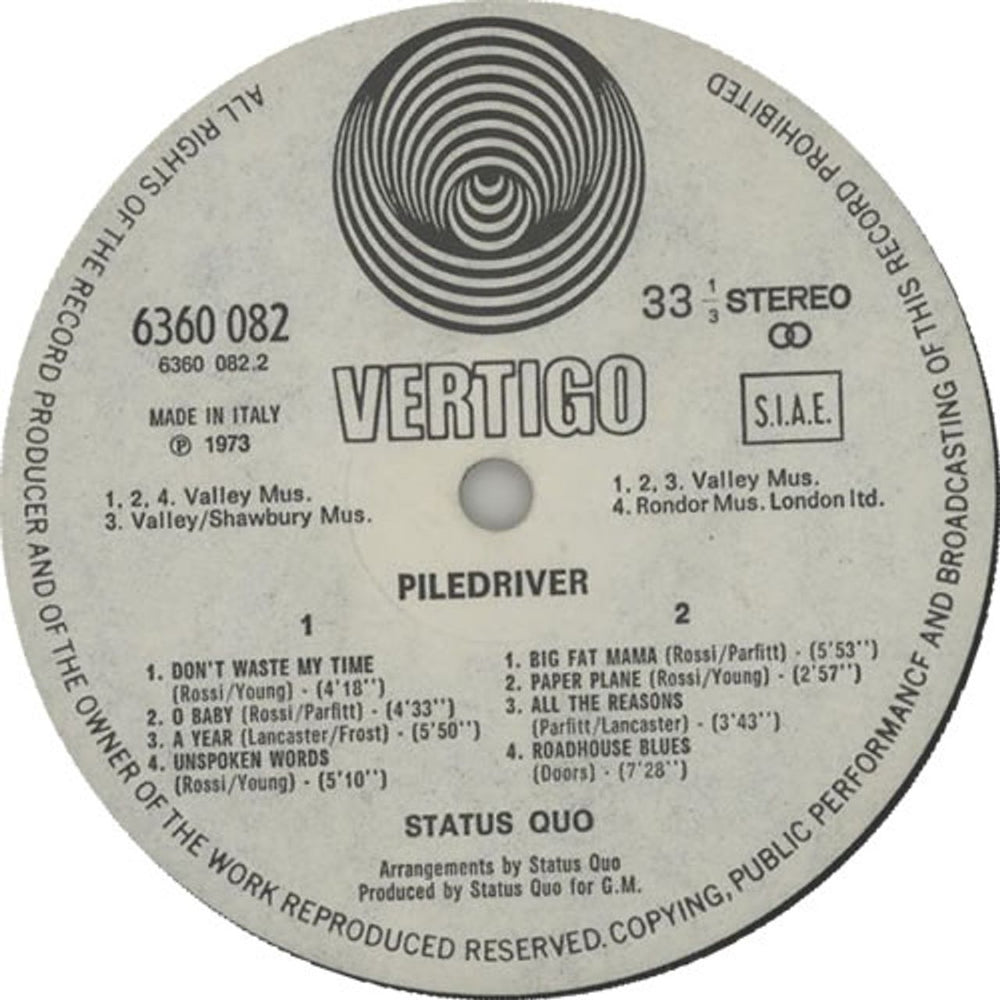 ALL RIGHTS OF THE RECORD PRODUCER AND OF THE OWNER OF THE WORK REPRODUCED RESERVED. COPYING, PUBLIC PERFORMANCE AND BROADCASTING OF THIS RECORD PROHIBITED
6360 082
6360 082.2
MADE IN ITALY
℗ 1973
33 1/3 STEREO
VERTIGO
S.I.A.E.
1, 2, 4. Valley Mus.
3. Valley/Shawbury Mus.
1, 2, 3. Valley Mus.
4. Rondor Mus. London ltd.
PILEDRIVER
1
1. DON'T WASTE MY TIME
(Rossi/Young) - (4'18'')
2. O BABY (Rossi/Parfitt) - (4'33'')
3. A YEAR (Lancaster/Frost) - (5'50'')
4. UNSPOKEN WORDS
(Rossi/Young) - (5'10'')
2
1. BIG FAT MAMA (Rossi/Parfitt) - (5'53'')
2. PAPER PLANE (Rossi/Young) - (2'57'')
3. ALL THE REASONS
(Parfitt/Lancaster) - (3'43'')
4. ROADHOUSE BLUES
(Doors) - (7'28'')
STATUS QUO
Arrangements by Status Quo
Produced by Status Quo for G.M.